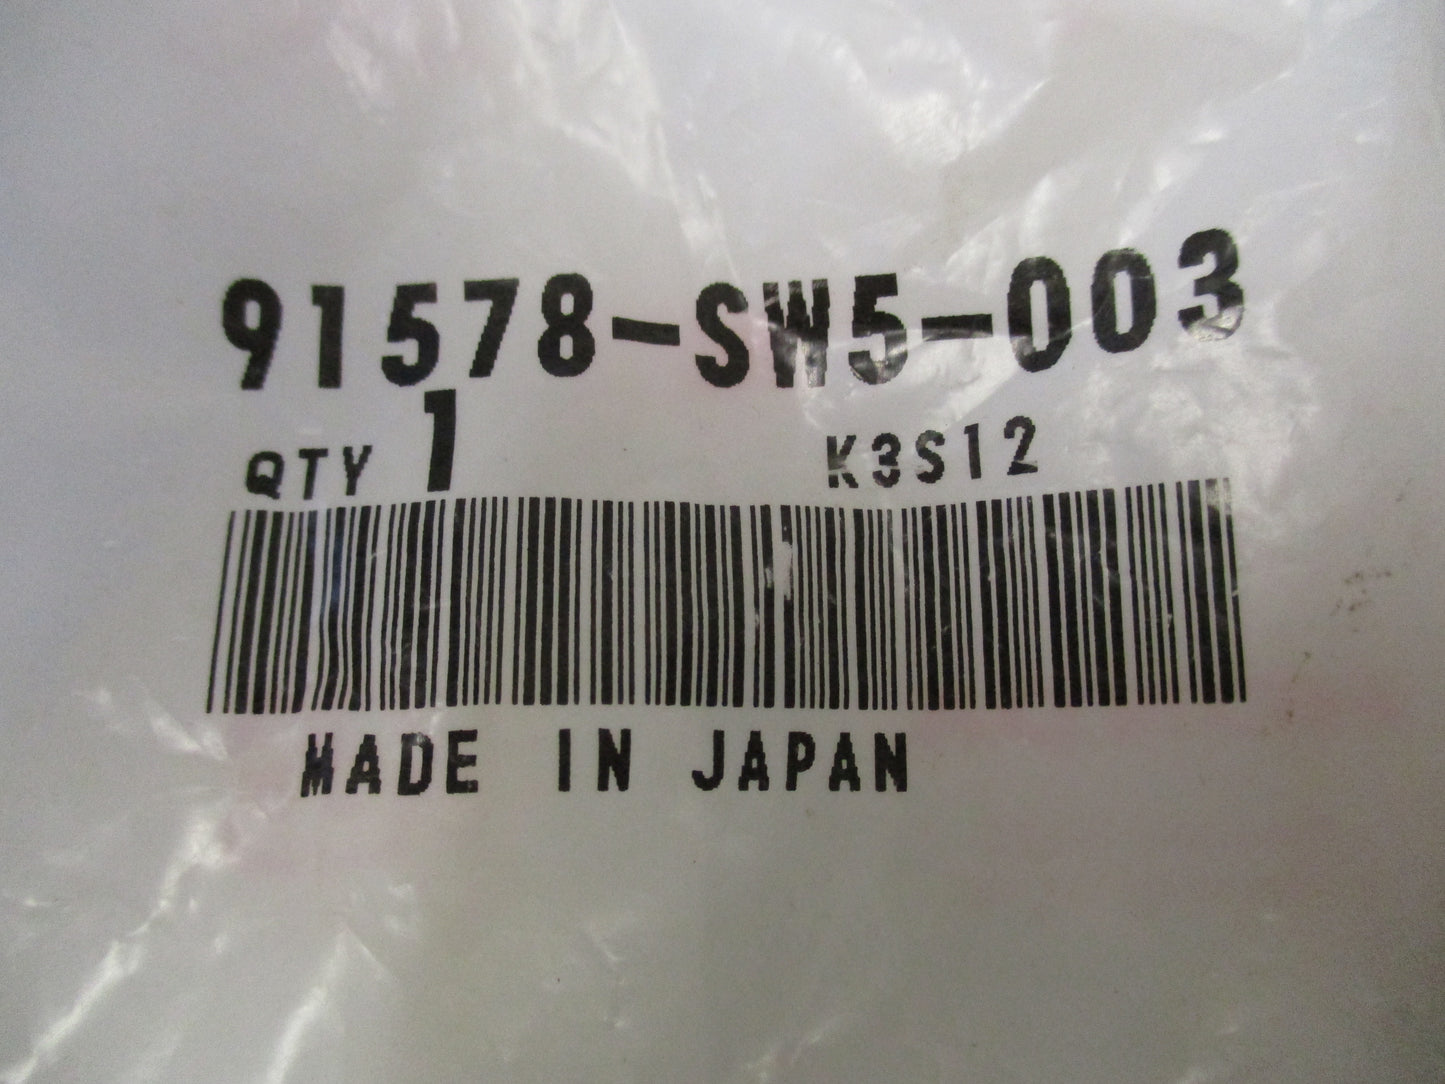 91578-SW5-003
QTY 1 K3S12
MADE IN JAPAN